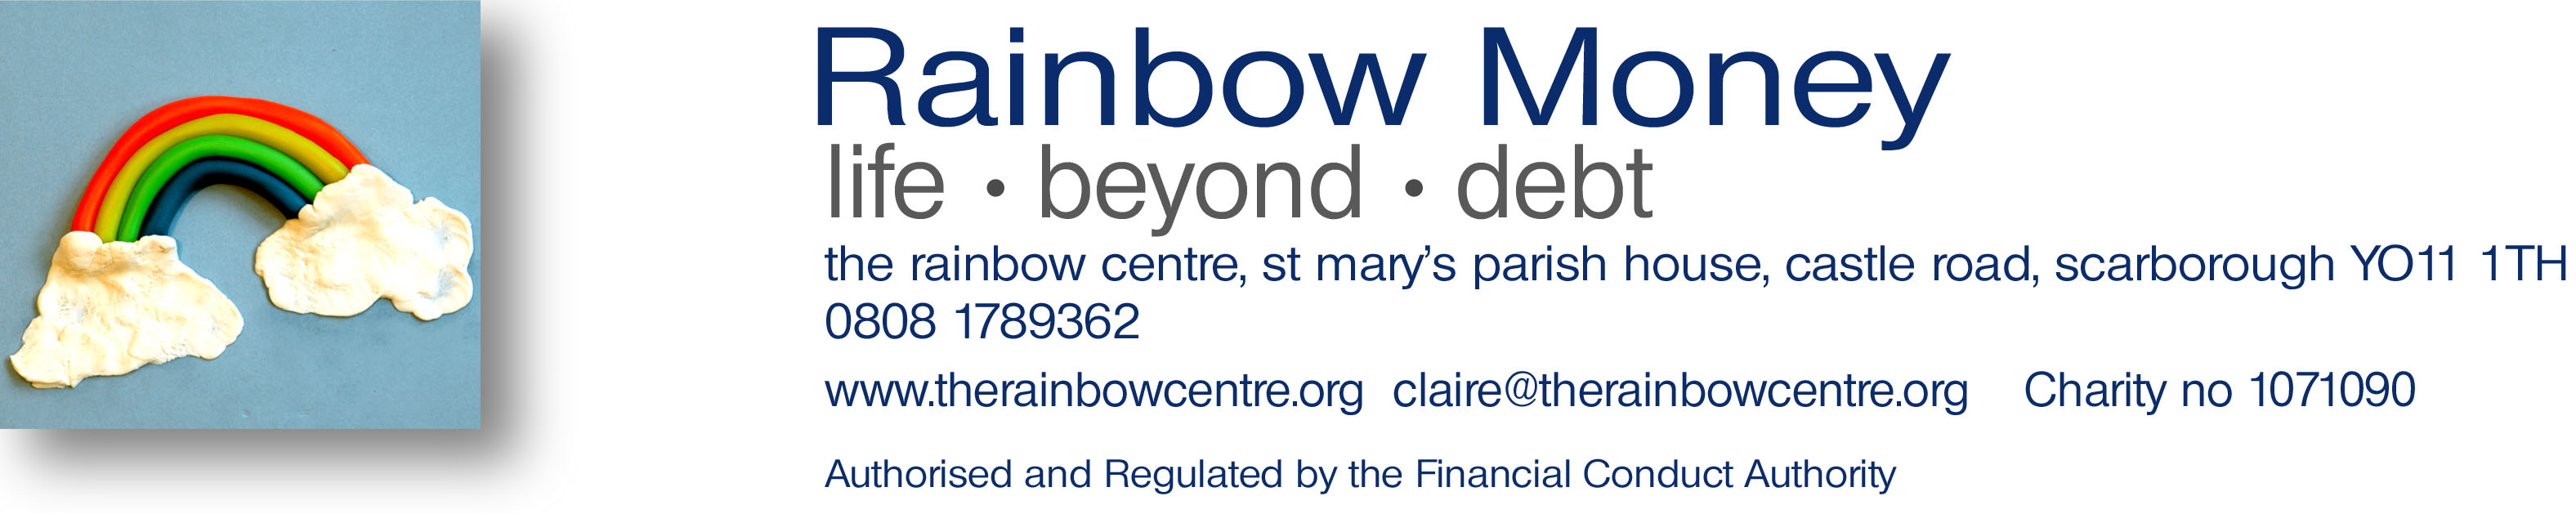 Rainbow Money
life • beyond • debt
the rainbow centre, st mary’s parish house, castle road, scarborough YO11 1TH
0808 1789362
www.therainbowcentre.org claire@therainbowcentre.org Charity no 1071090
Authorised and Regulated by the Financial Conduct Authority